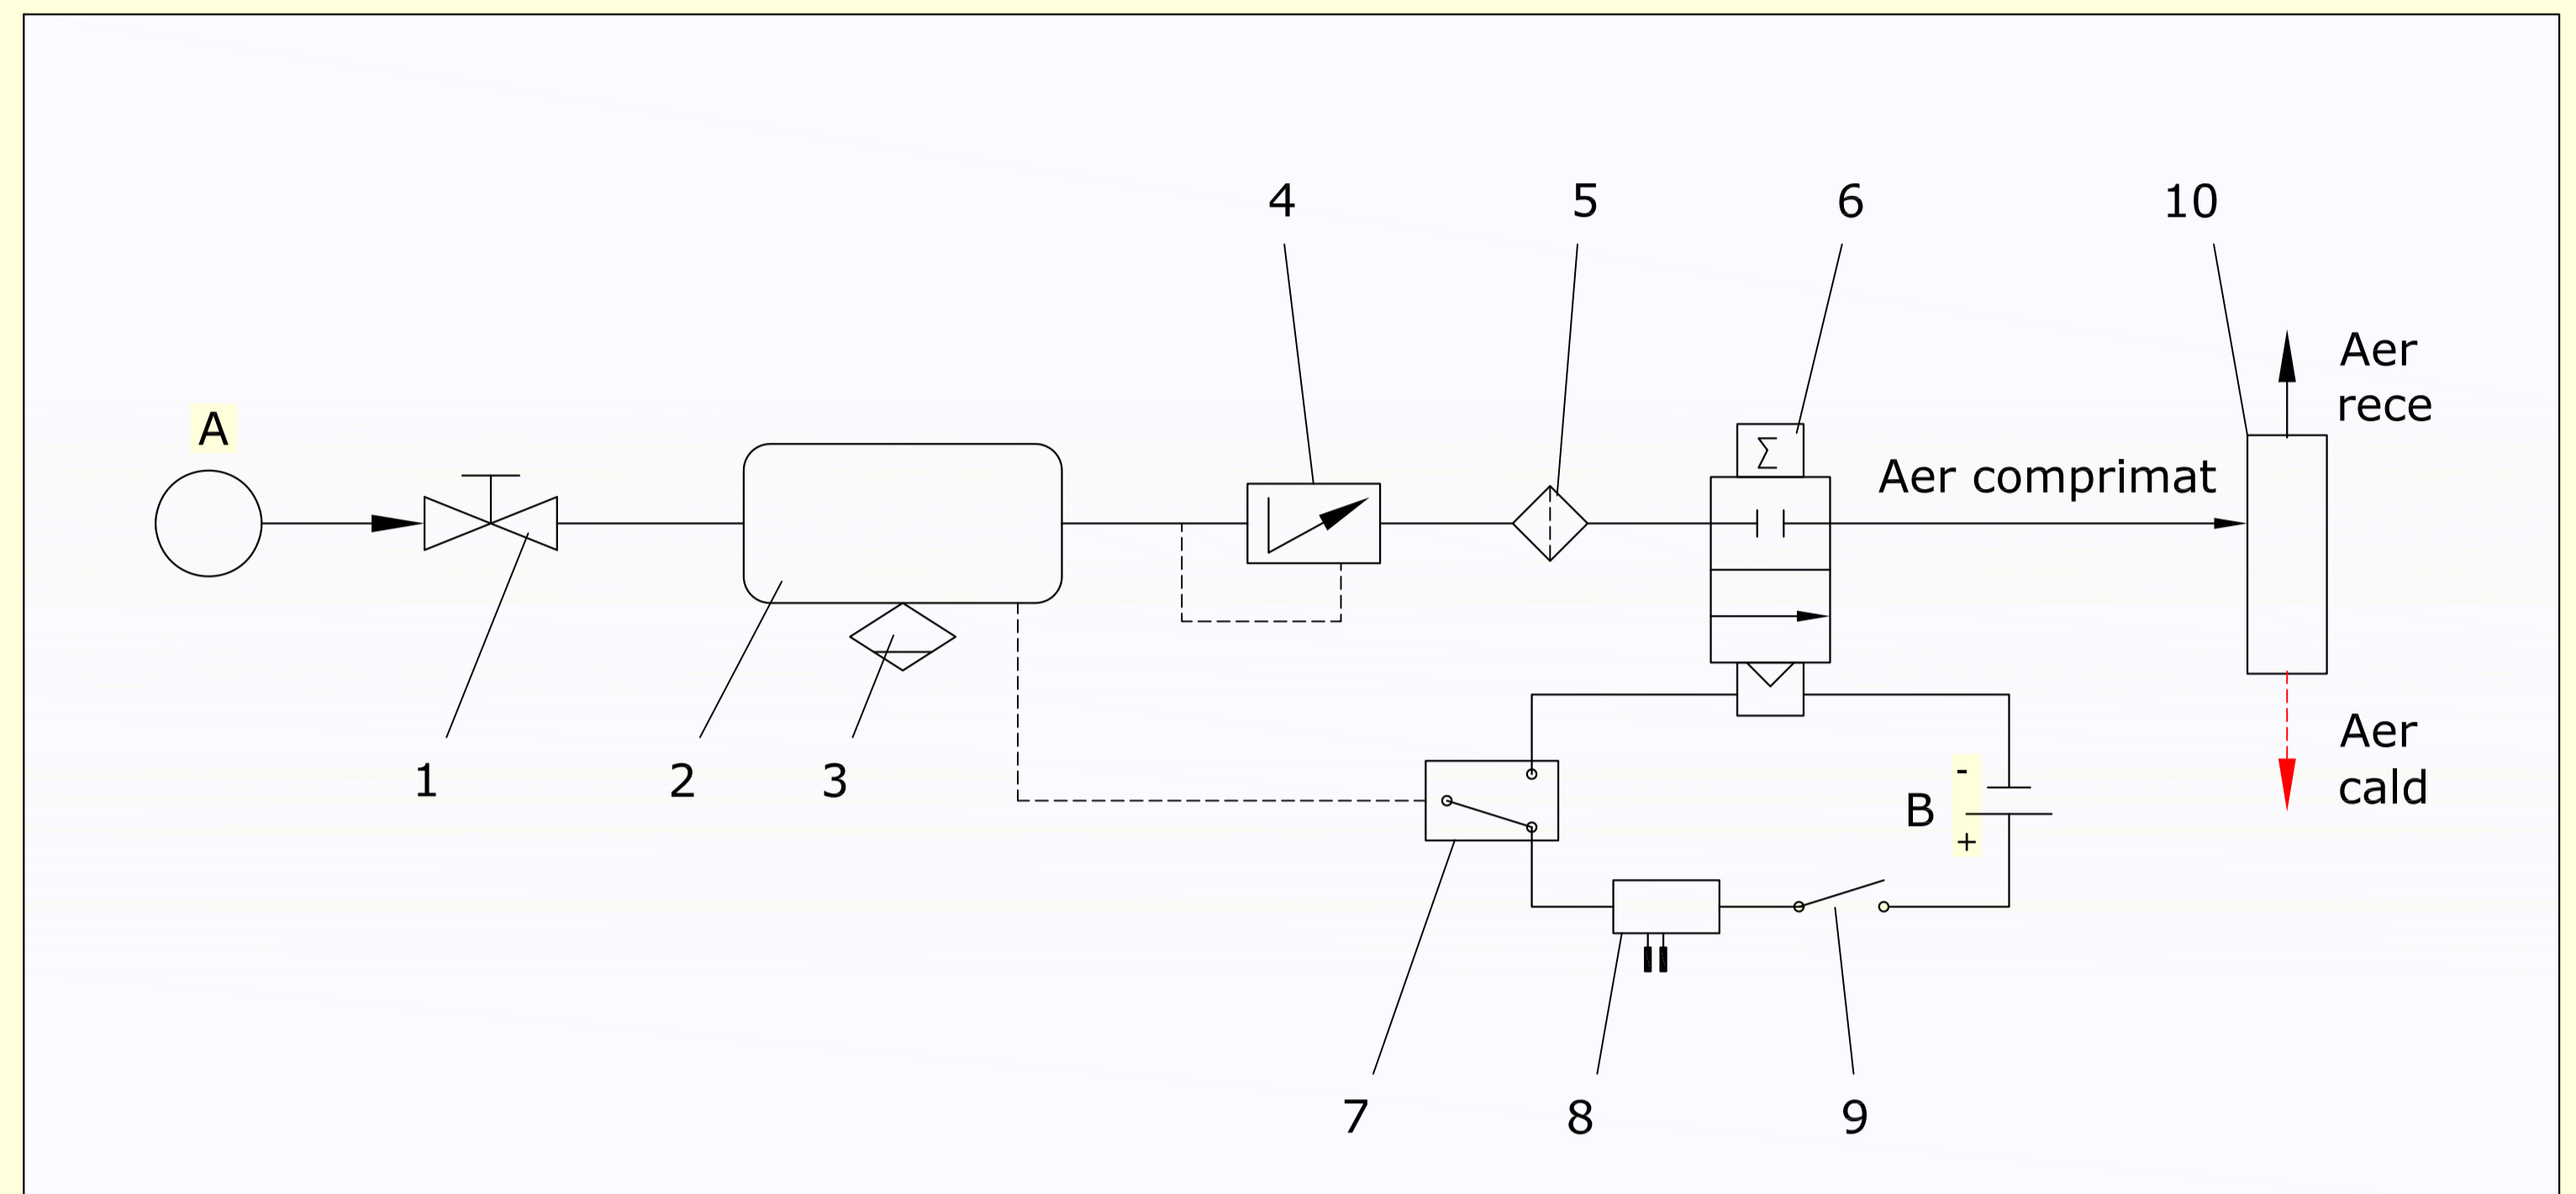 4 5 6 10
Aer
rece
A
Σ
Aer comprimat
Aer
cald
1 2 3
-
B
+
7 8 9